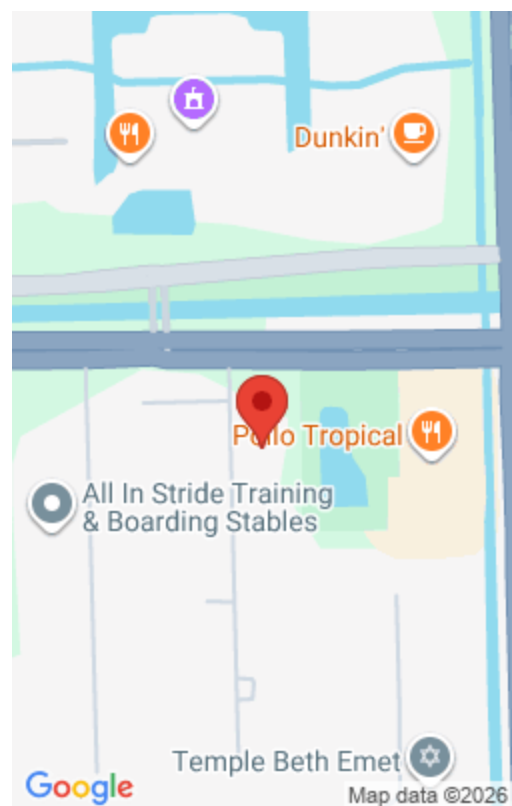 Dunkin'
Pollo Tropical
All In Stride Training
& Boarding Stables
Temple Beth Emet
Google
Map data ©2026